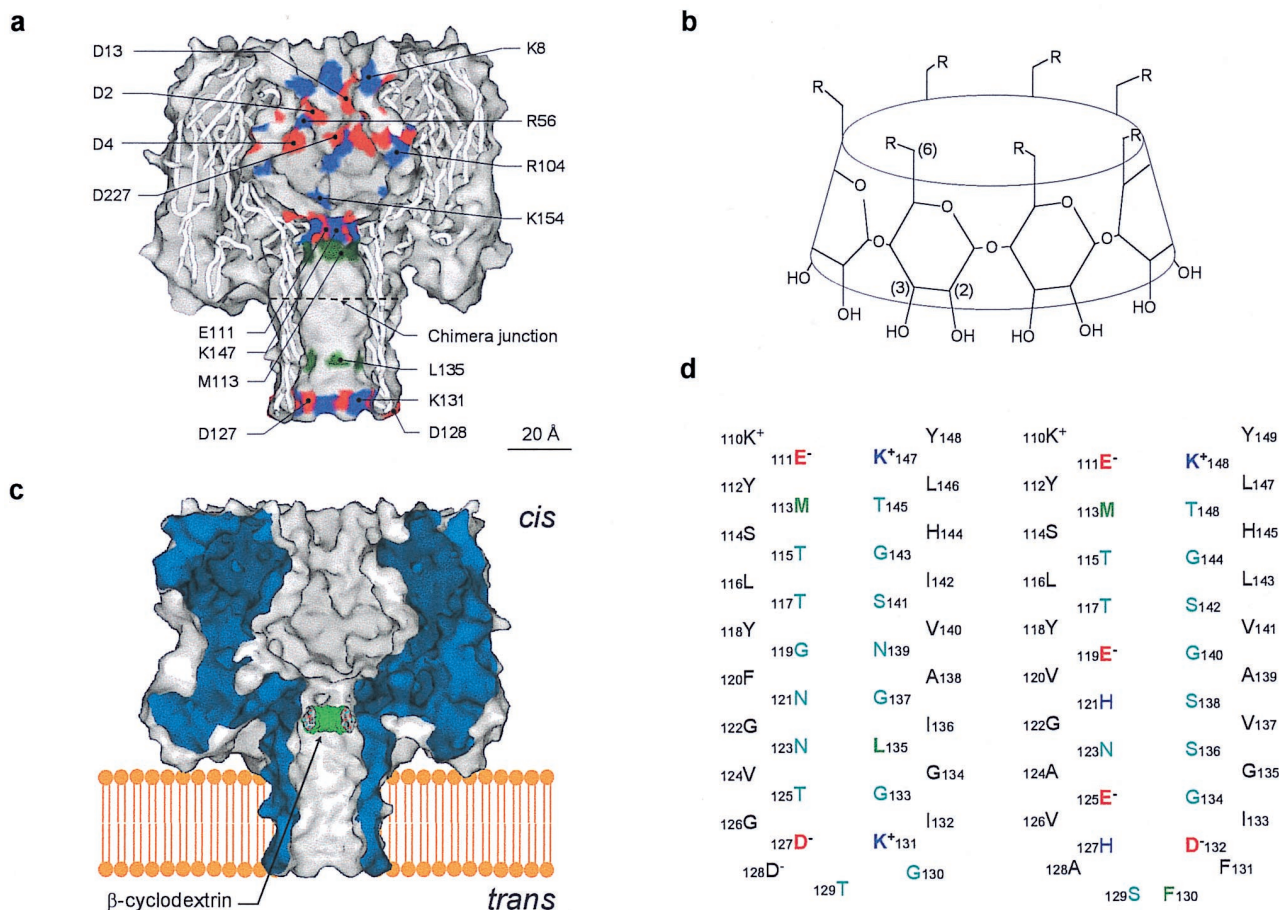 a
D13
D2
D4
D227
K8
R56
R104
K154
E111
K147
M113
Chimera junction
L135
K131
D127
D128
20 Å
b
R
R
R
R
R
(6)
R
R
O
O
O
O
O
O
(3)
(2)
HO
OH
HO
OH
HO
OH
HO
OH
c
cis
β-cyclodextrin
trans
d
110K+ Y148
111E- K+147
112Y L146
113M T145
114S H144
115T G143
116L I142
117T S141
118Y V140
119G N139
120F A138
121N G137
122G I136
123N L135
124V G134
125T G133
126G I132
127D- K+131
128D- G130
129T
110K+ Y149
111E- K+148
112Y L147
113M T148
114S H145
115T G144
116L L143
117T S142
118Y V141
119E- G140
120V A139
121H S138
122G V137
123N S136
124A G135
125E- G134
126V I133
127H D-132
128A F131
129S F130